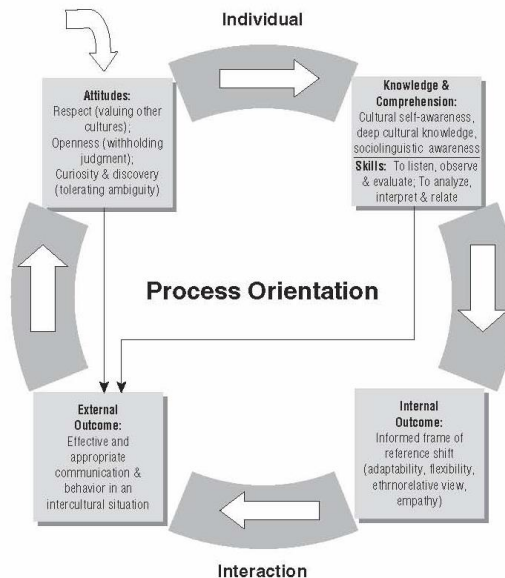 Individual
Attitudes:
Respect (valuing other
cultures);
Openness (withholding
judgment);
Curiosity & discovery
(tolerating ambiguity)
Knowledge &
Comprehension:
Cultural self-awareness,
deep cultural knowledge,
sociolinguistic awareness
Skills: To listen, observe
& evaluate; To analyze,
interpret & relate
Process Orientation
External
Outcome:
Effective and
appropriate
communication &
behavior in an
intercultural situation
Internal
Outcome:
Informed frame of
reference shift
(adaptability, flexibility,
ethrnorelative view,
empathy)
Interaction